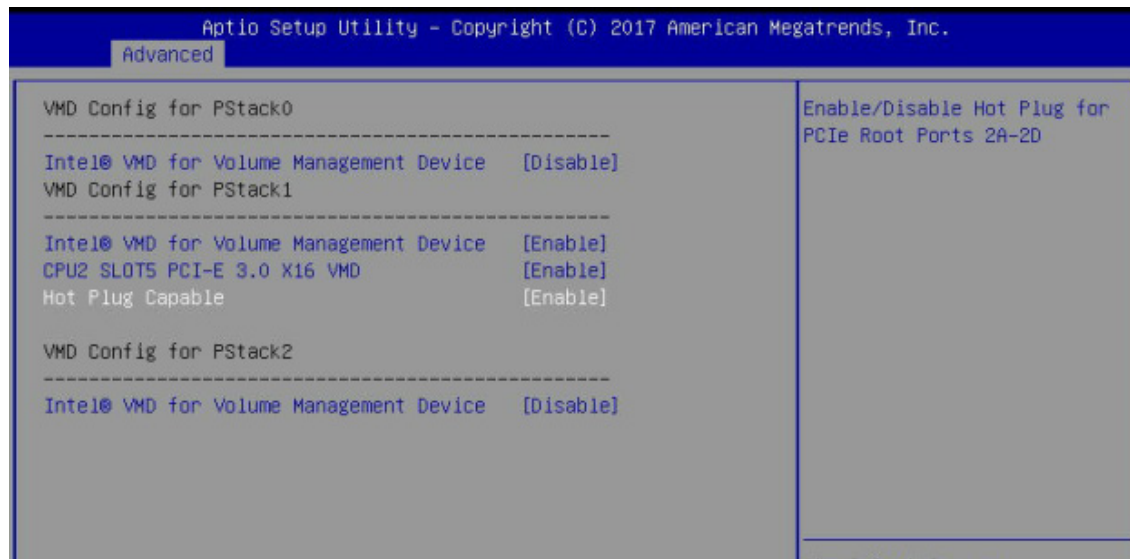 Aptio Setup Utility – Copyright (C) 2017 American Megatrends, Inc.
Advanced
VMD Config for PStack0
--------------------------------------------------
Intel® VMD for Volume Management Device [Disable]
VMD Config for PStack1
--------------------------------------------------
Intel® VMD for Volume Management Device [Enable]
CPU2 SLOT5 PCI-E 3.0 X16 VMD [Enable]
Hot Plug Capable [Enable]
VMD Config for PStack2
--------------------------------------------------
Intel® VMD for Volume Management Device [Disable]
Enable/Disable Hot Plug for
PCIe Root Ports 2A-2D